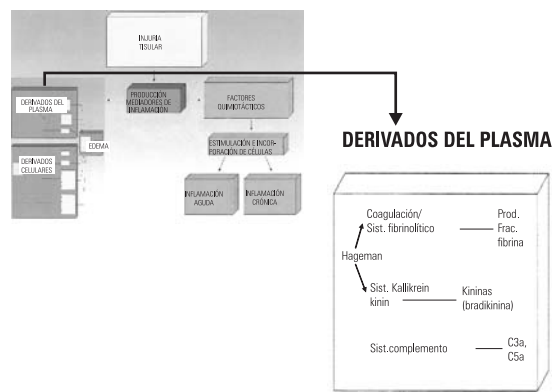 INJURIA
TISULAR
DERIVADOS DEL
PLASMA
PRODUCCIÓN
MEDIADORES DE
INFLAMACIÓN
FACTORES
QUIMIOTÁCTICOS
EDEMA
ESTIMULACIÓN E INCOR-
PORACIÓN DE CÉLULAS
DERIVADOS
CELULARES
INFLAMACIÓN
AGUDA
INFLAMACIÓN
CRÓNICA
DERIVADOS DEL PLASMA
Coagulación/
Sist. fibrinolítico
Prod.
Frac.
fibrina
Hageman
Sist. Kallikrein
kinin
Kininas
(bradikinina)
Sist.complemento
C3a,
C5a